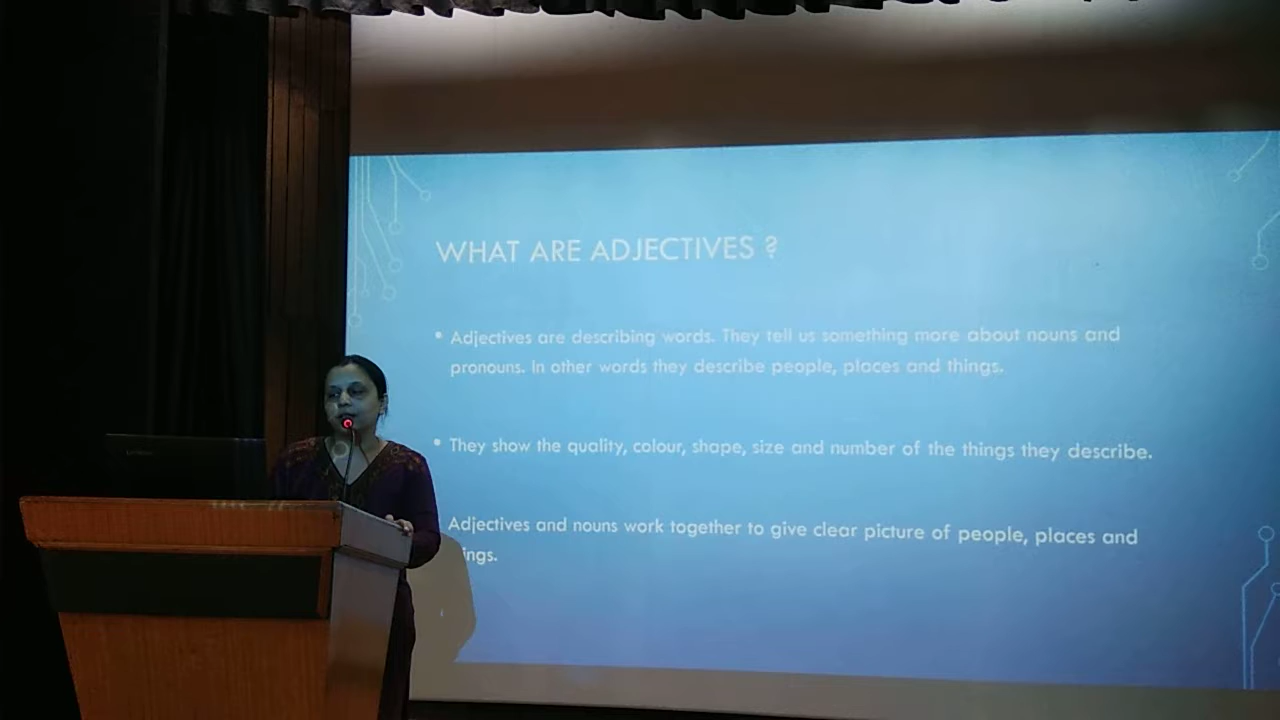 WHAT ARE ADJECTIVES ?
• Adjectives are describing words. They tell us something more about nouns and
pronouns. In other words they describe people, places and things.
• They show the quality, colour, shape, size and number of the things they describe.
Adjectives and nouns work together to give clear picture of people, places and
ings.